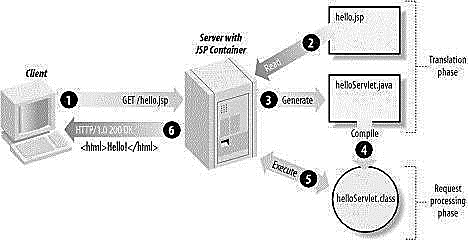 Client
Server with
JSP Container
1
GET /hello.jsp
HTTP/1.0 200 OK
6
<html>Hello!</html>
2
Read
hello.jsp
3
Generate
helloServlet.java
Translation
phase
Compile
4
Execute
5
helloServlet.class
Request
processing
phase